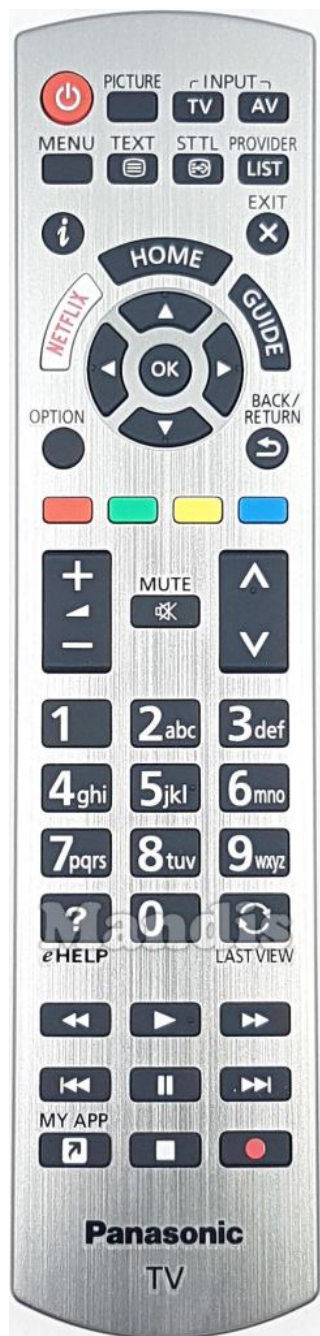 PICTURE
INPUT
TV AV
MENU TEXT STTL PROVIDER
LIST
EXIT
i
HOME
NETFLIX
GUIDE
OK
OPTION
BACK/
RETURN
MUTE
1 2abc 3def
4ghi 5jkl 6mno
7pqrs 8tuv 9wxyz
? 0
Mandis
eHELP LAST VIEW
MY APP
Panasonic
TV